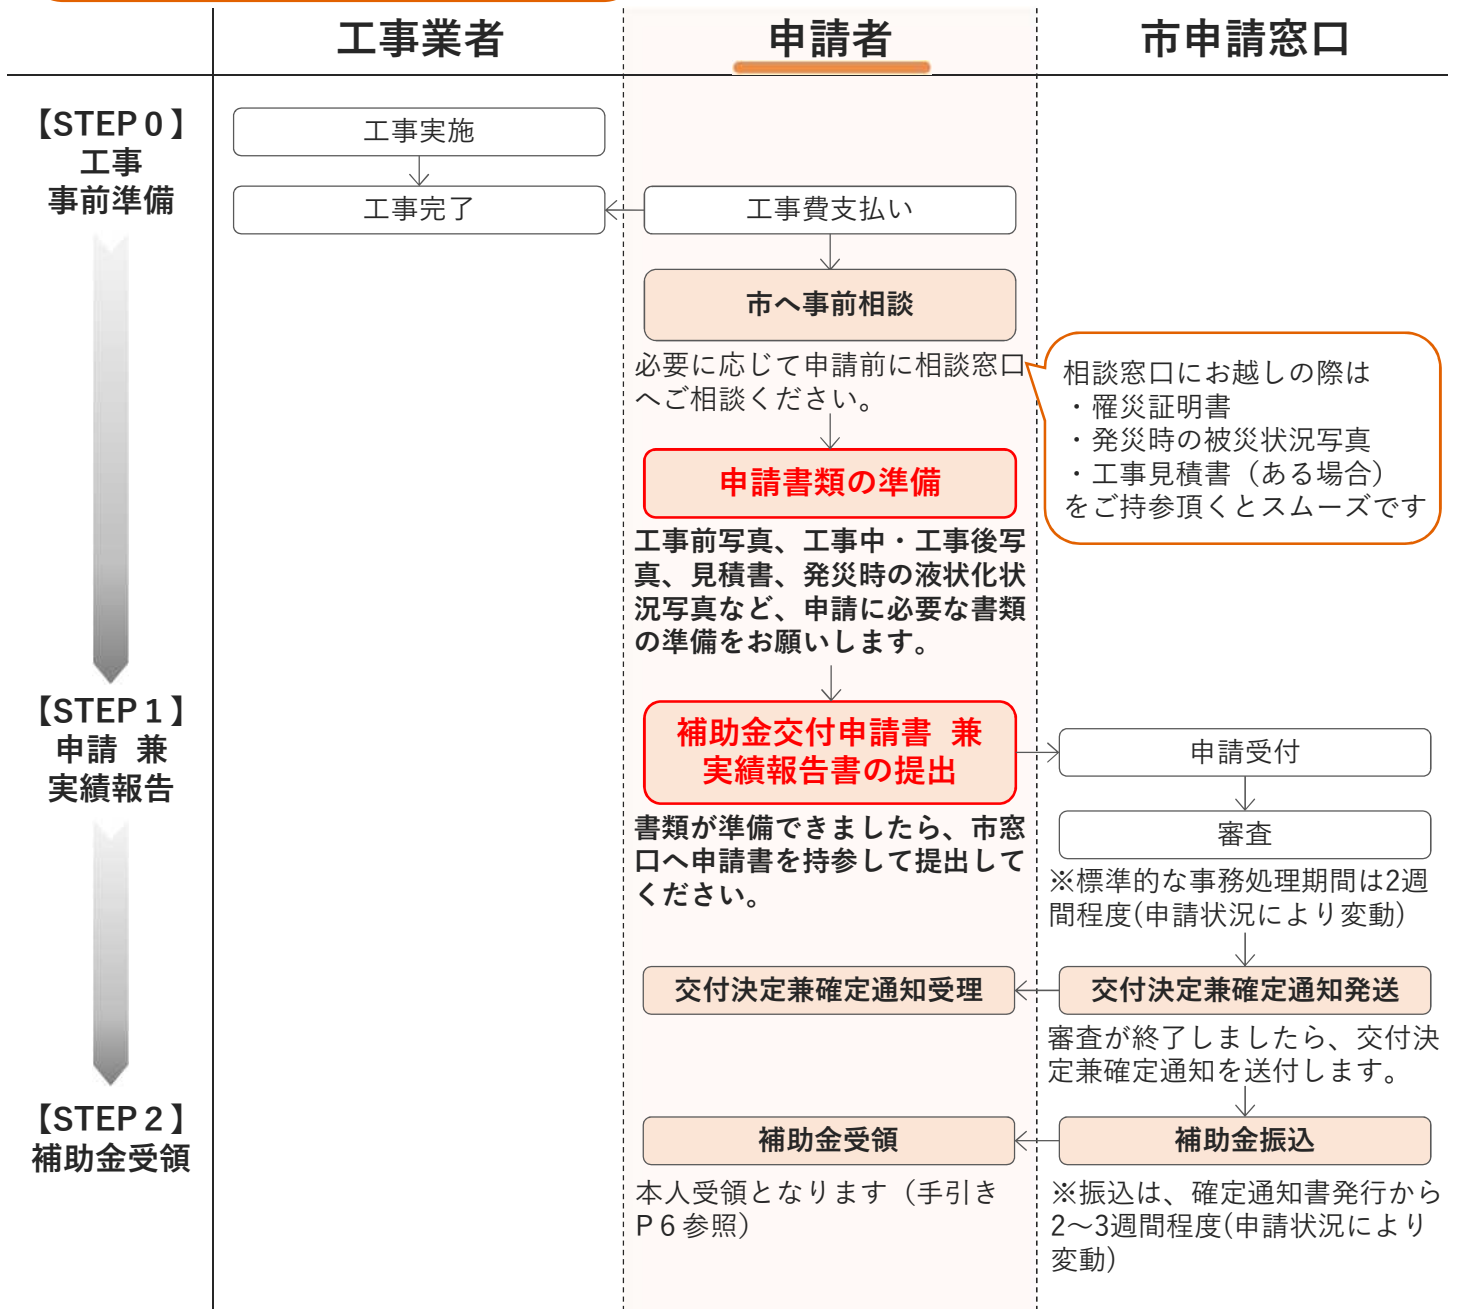 工事業者
申請者
市申請窓口
【STEP０】
工事
事前準備
工事実施
工事完了
工事費支払い
市へ事前相談
必要に応じて申請前に相談窓口
へご相談ください。
相談窓口にお越しの際は
・罹災証明書
・発災時の被災状況写真
・工事見積書（ある場合）
をご持参頂くとスムーズです
申請書類の準備
工事前写真、工事中・工事後写
真、見積書、発災時の液状化状
況写真など、申請に必要な書類
の準備をお願いします。
【STEP１】
申請 兼
実績報告
補助金交付申請書 兼
実績報告書の提出
書類が準備できましたら、市窓
口へ申請書を持参して提出して
ください。
申請受付
審査
※標準的な事務処理期間は2週
間程度(申請状況により変動)
交付決定兼確定通知受理
交付決定兼確定通知発送
審査が終了しましたら、交付決
定兼確定通知を送付します。
【STEP２】
補助金受領
補助金受領
本人受領となります（手引き
P６参照）
補助金振込
※振込は、確定通知書発行から
2～3週間程度(申請状況により
変動)